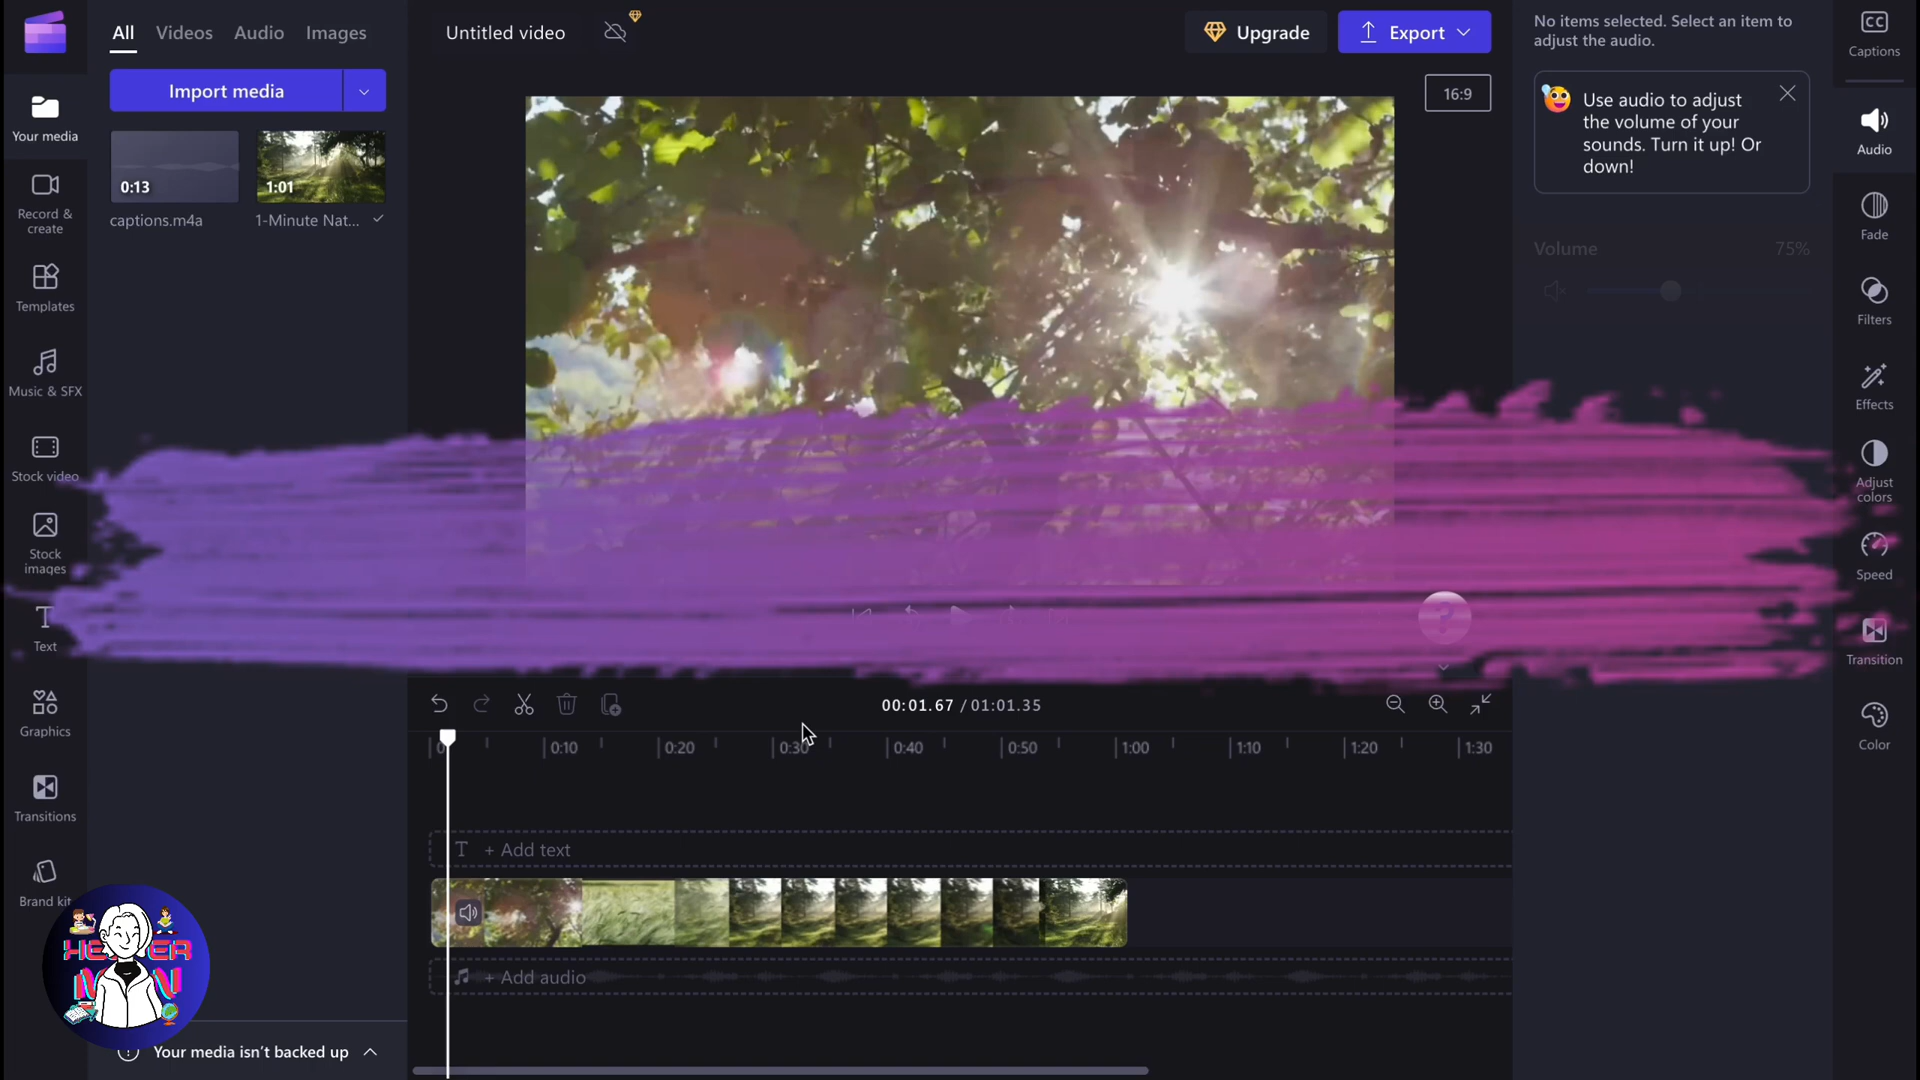 All
Videos
Audio
Images
Import media
0:13
1:01
captions.m4a
1-Minute Nat...
Your media
Record &
create
Templates
Music & SFX
Stock video
Stock
images
Text
Graphics
Transitions
Brand kit
HELPER
Your media isn't backed up
Untitled video
Upgrade
Export
16:9
00:01.67 / 01:01.35
0
0:10
0:20
0:30
0:40
0:50
1:00
1:10
1:20
1:30
T + Add text
+ Add audio
No items selected. Select an item to
adjust the audio.
Use audio to adjust
the volume of your
sounds. Turn it up! Or
down!
Volume
75%
CC
Captions
Audio
Fade
Filters
Effects
Adjust
colors
Speed
Transition
Color